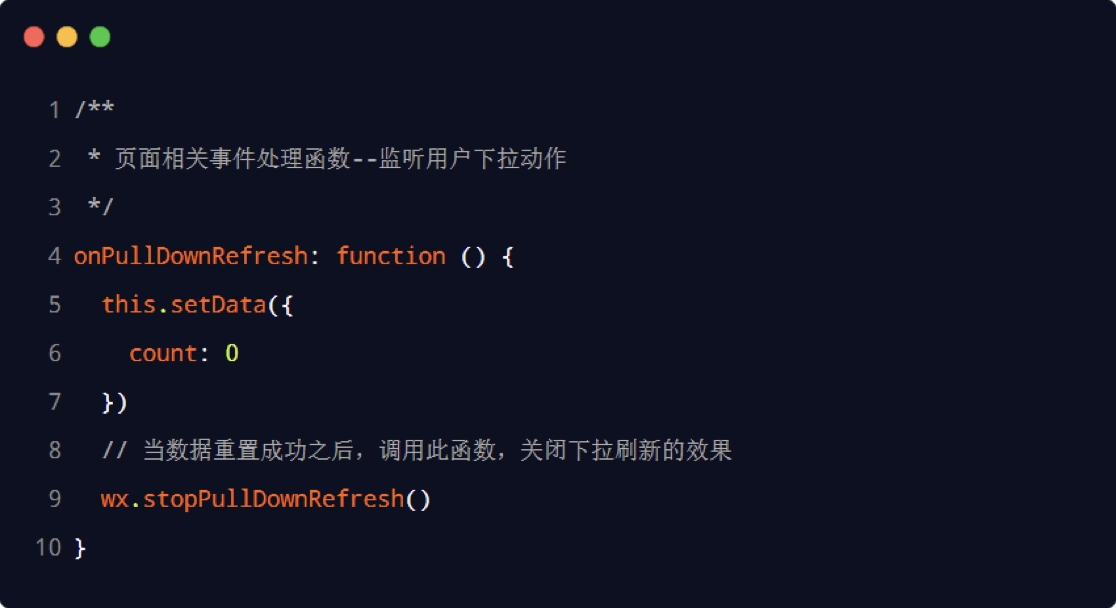 1 /**
2  * 页面相关事件处理函数--监听用户下拉动作
3  */
4 onPullDownRefresh: function () {
5   this.setData({
6     count: 0
7   })
8   // 当数据重置成功之后，调用此函数，关闭下拉刷新的效果
9   wx.stopPullDownRefresh()
10 }